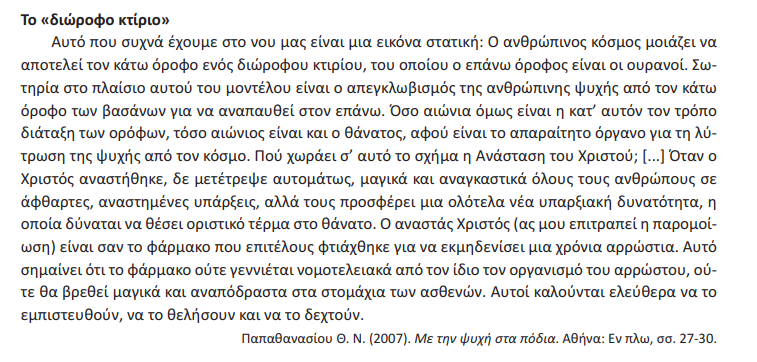 Το «διώροφο κτίριο»
Αυτό που συχνά έχουμε στο νου μας είναι μια εικόνα στατική: Ο ανθρώπινος κόσμος μοιάζει να
αποτελεί τον κάτω όροφο ενός διώροφου κτιρίου, του οποίου ο επάνω όροφος είναι οι ουρανοί. Σω-
τηρία στο πλαίσιο αυτού του μοντέλου είναι ο απεγκλωβισμός της ανθρώπινης ψυχής από τον κάτω
όροφο των βασάνων για να αναπαυθεί στον επάνω. Όσο αιώνια όμως είναι η κατ’ αυτόν τον τρόπο
διάταξη των ορόφων, τόσο αιώνιος είναι και ο θάνατος, αφού είναι το απαραίτητο όργανο για τη λύ-
τρωση της ψυχής από τον κόσμο. Πού χωράει σ’ αυτό το σχήμα η Ανάσταση του Χριστού; [...] Όταν ο
Χριστός αναστήθηκε, δε μετέτρεψε αυτομάτως, μαγικά και αναγκαστικά όλους τους ανθρώπους σε
άφθαρτες, αναστημένες υπάρξεις, αλλά τους προσφέρει μια ολότελα νέα υπαρξιακή δυνατότητα, η
οποία δύναται να θέσει οριστικό τέρμα στο θάνατο. Ο αναστάς Χριστός (ας μου επιτραπεί η παρομοί-
ωση) είναι σαν το φάρμακο που επιτέλους φτιάχθηκε για να εκμηδενίσει μια χρόνια αρρώστια. Αυτό
σημαίνει ότι το φάρμακο ούτε γεννιέται νομοτελειακά από τον ίδιο τον οργανισμό του αρρώστου, ού-
τε θα βρεθεί μαγικά και αναπόδραστα στα στομάχια των ασθενών. Αυτοί καλούνται ελεύθερα να το
εμπιστευθούν, να το θελήσουν και να το δεχτούν.
Παπαθανασίου Θ. Ν. (2007). Με την ψυχή στα πόδια. Αθήνα: Εν πλω, σσ. 27-30.